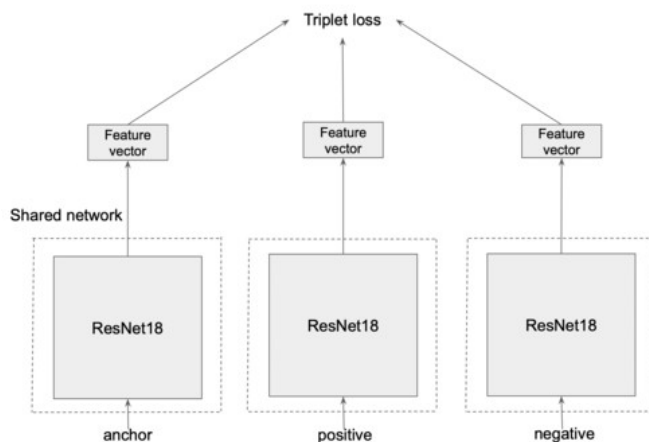 Triplet loss
Feature
vector
Feature
vector
Feature
vector
Shared network
ResNet18
ResNet18
ResNet18
anchor
positive
negative